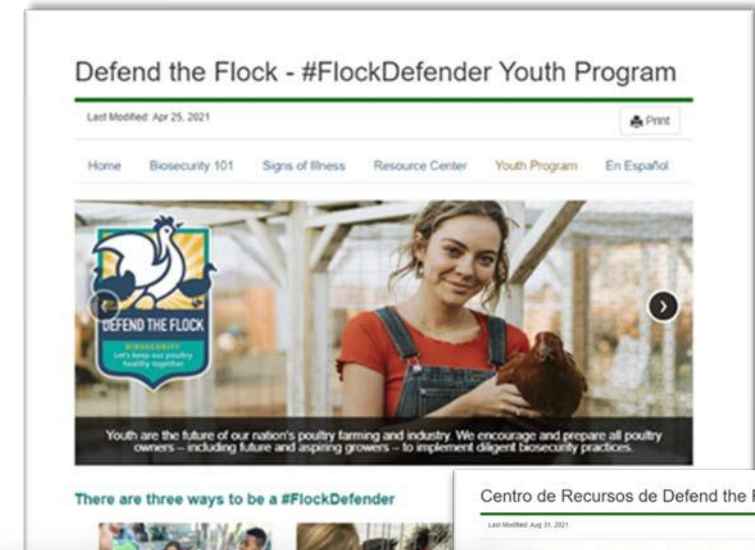 Defend the Flock - #FlockDefender Youth Program
Last Modified: Apr 25, 2021
Print
Home Biosecurity 101 Signs of Illness Resource Center Youth Program En Español
DEFEND THE FLOCK
BIOSECURITY
Let's keep our poultry
healthy together
Youth are the future of our nation's poultry farming and industry. We encourage and prepare all poultry
owners – including future and aspiring growers – to implement diligent biosecurity practices.
There are three ways to be a #FlockDefender
Centro de Recursos de Defend the
Last Modified: Aug 31, 2021